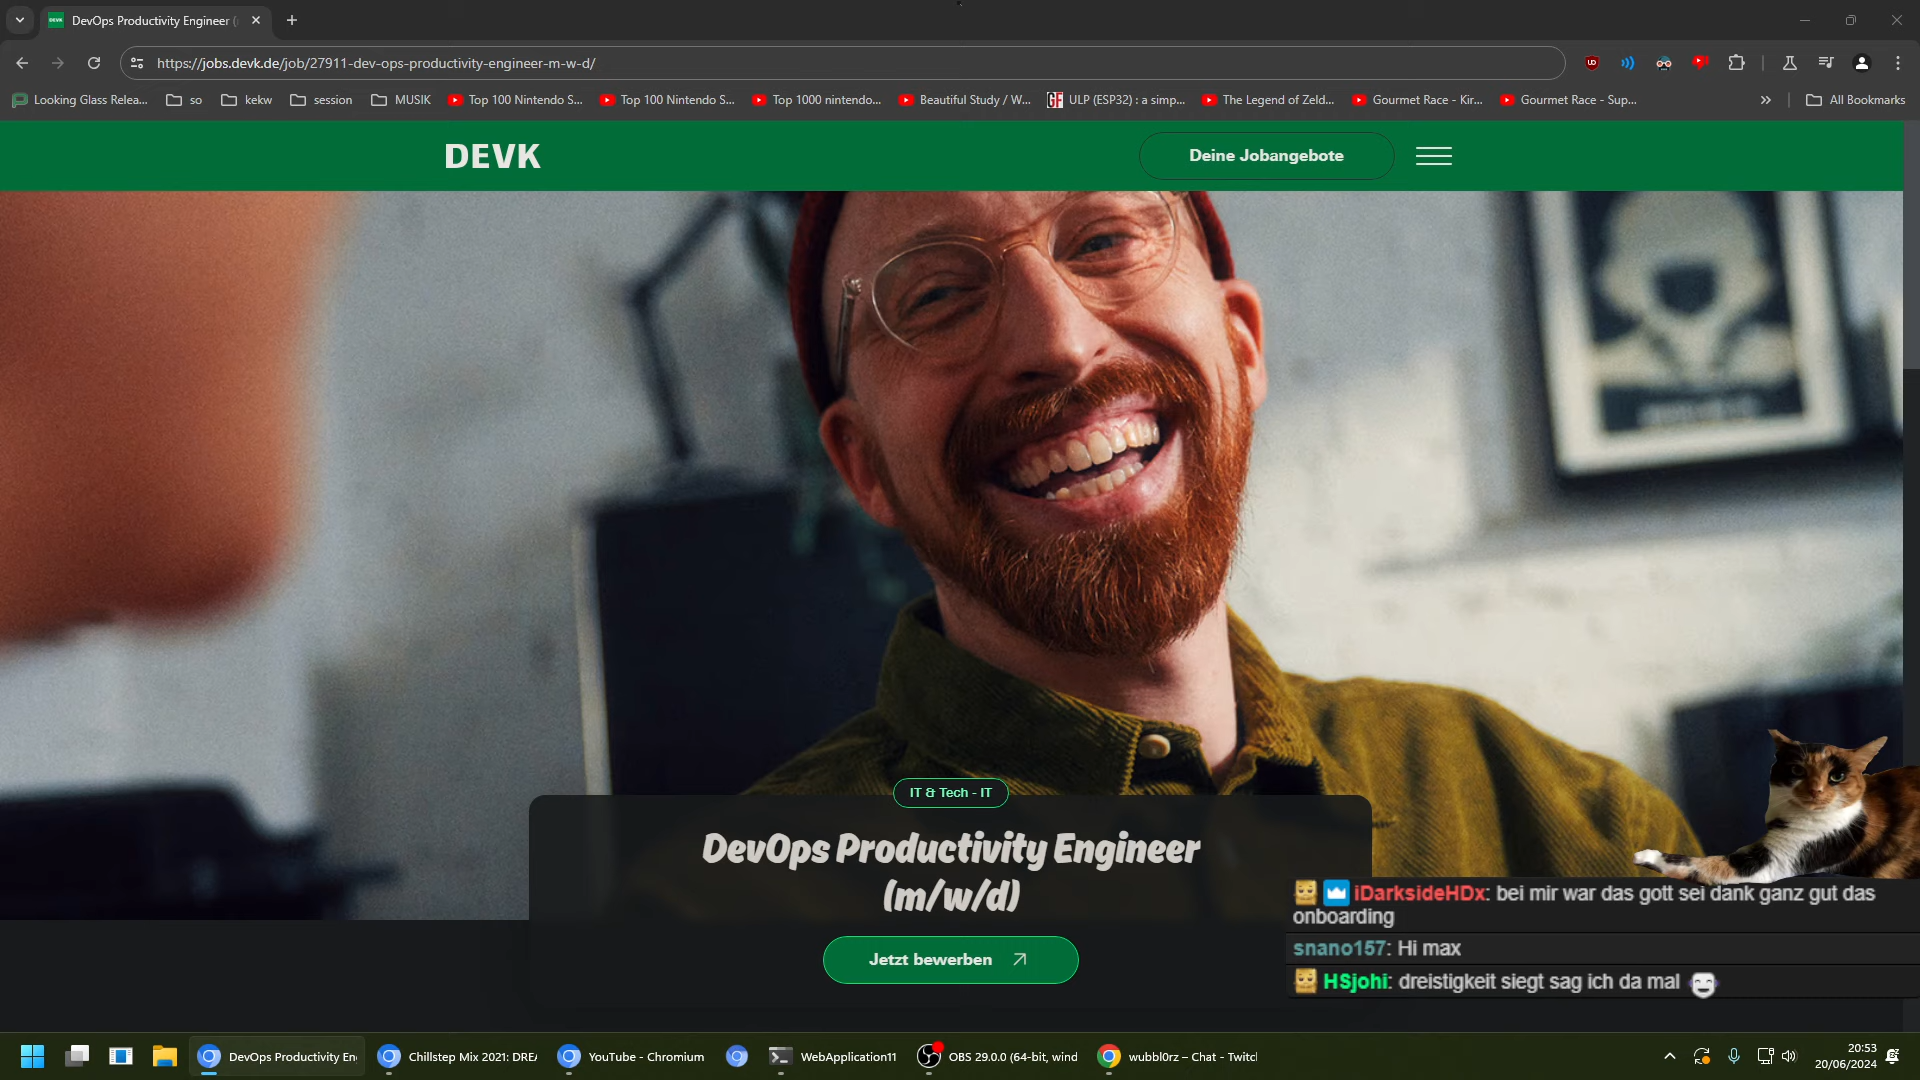 DevOps Productivity Engineer (
https://jobs.devk.de/job/27911-dev-ops-productivity-engineer-m-w-d/
Looking Glass Relea...
so
kekw
session
MUSIK
Top 100 Nintendo S...
Top 100 Nintendo S...
Top 1000 nintendo...
Beautiful Study / W...
GF
ULP (ESP32) : a simp...
The Legend of Zeld...
Gourmet Race - Kir...
Gourmet Race - Sup...
All Bookmarks
DEVK
Deine Jobangebote
IT & Tech - IT
DevOps Productivity Engineer
(m/w/d)
Jetzt bewerben
iDarksideHDx: bei mir war das gott sei dank ganz gut das
onboarding
snano157: Hi max
HSjohi: dreistigkeit siegt sag ich da mal
DevOps Productivity En
Chillstep Mix 2021: DREA
YouTube - Chromium
WebApplication11
OBS 29.0.0 (64-bit, wind
wubbl0rz – Chat - Twitch
20:53
20/06/2024